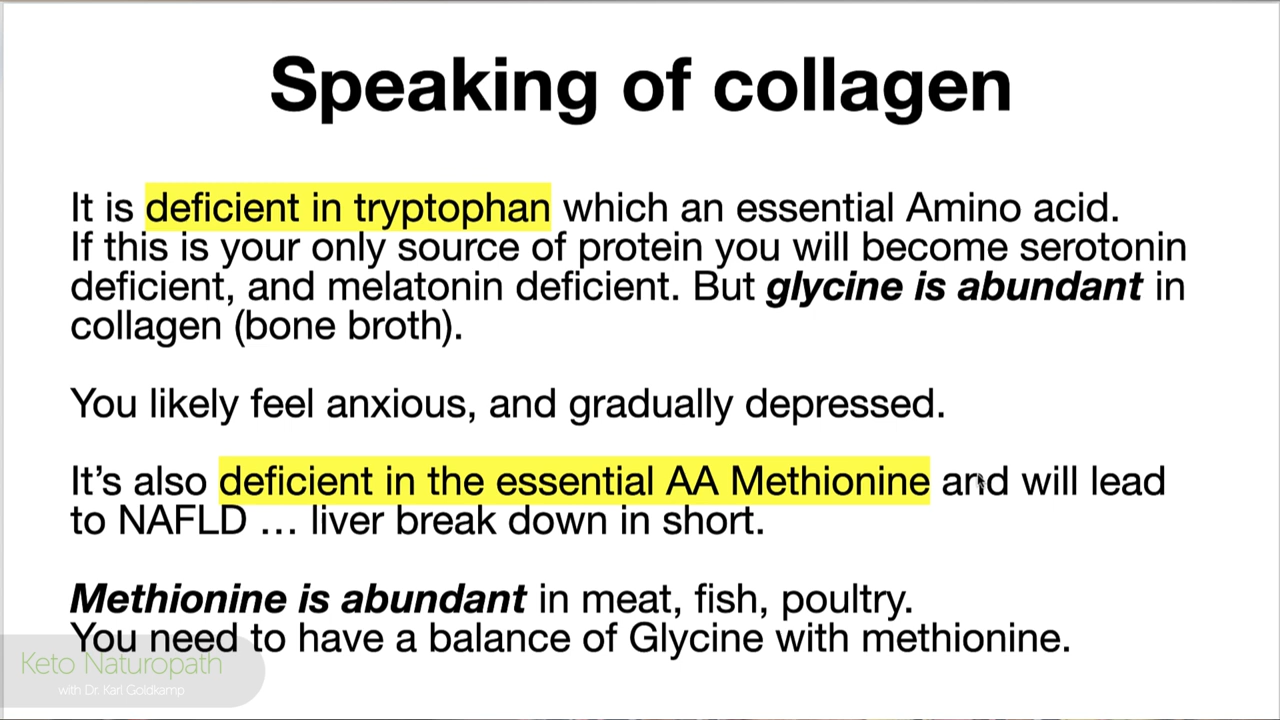 Speaking of collagen
It is deficient in tryptophan which an essential Amino acid.
If this is your only source of protein you will become serotonin
deficient, and melatonin deficient. But glycine is abundant in
collagen (bone broth).
You likely feel anxious, and gradually depressed.
It’s also deficient in the essential AA Methionine and will lead
to NAFLD … liver break down in short.
Methionine is abundant in meat, fish, poultry.
You need to have a balance of Glycine with methionine.
Keto Naturopath
with Dr. Karl Goldkamp